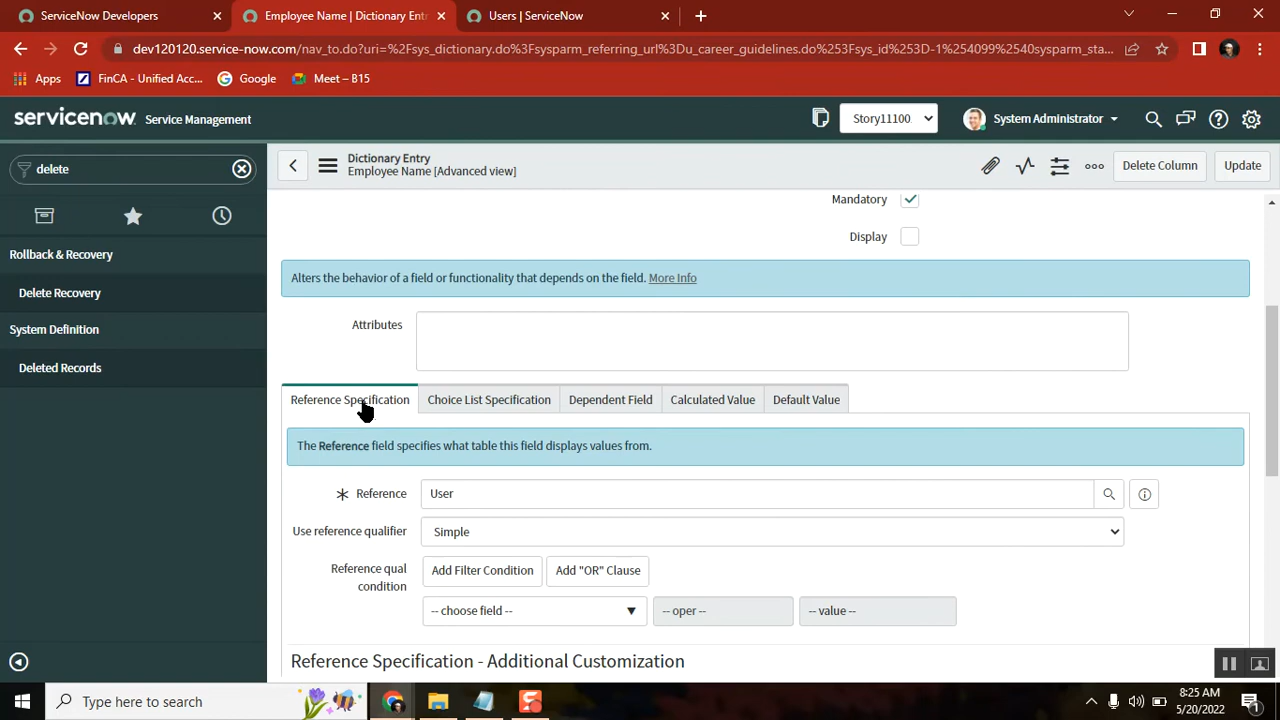 ServiceNow Developers
Employee Name | Dictionary Entr
Users | ServiceNow
dev120120.service-now.com/nav_to.do?uri=%2Fsys_dictionary.do%3Fsysparm_referring_url%3Du_career_guidelines.do%253Fsys_id%253D-1%254099%2540sysparm_sta...
Apps
FinCA - Unified Acc...
Google
Meet – B15
servicenow Service Management
Story11100
System Administrator
delete
Dictionary Entry
Employee Name [Advanced view]
Delete Column
Update
Rollback & Recovery
Delete Recovery
System Definition
Deleted Records
Mandatory
Display
Alters the behavior of a field or functionality that depends on the field. More Info
Attributes
Reference Specification
Choice List Specification
Dependent Field
Calculated Value
Default Value
The Reference field specifies what table this field displays values from.
Reference
User
Use reference qualifier
Simple
Reference qual
condition
Add Filter Condition
Add "OR" Clause
-- choose field --
-- oper --
-- value --
Reference Specification - Additional Customization
Type here to search
8:25 AM
5/20/2022
1